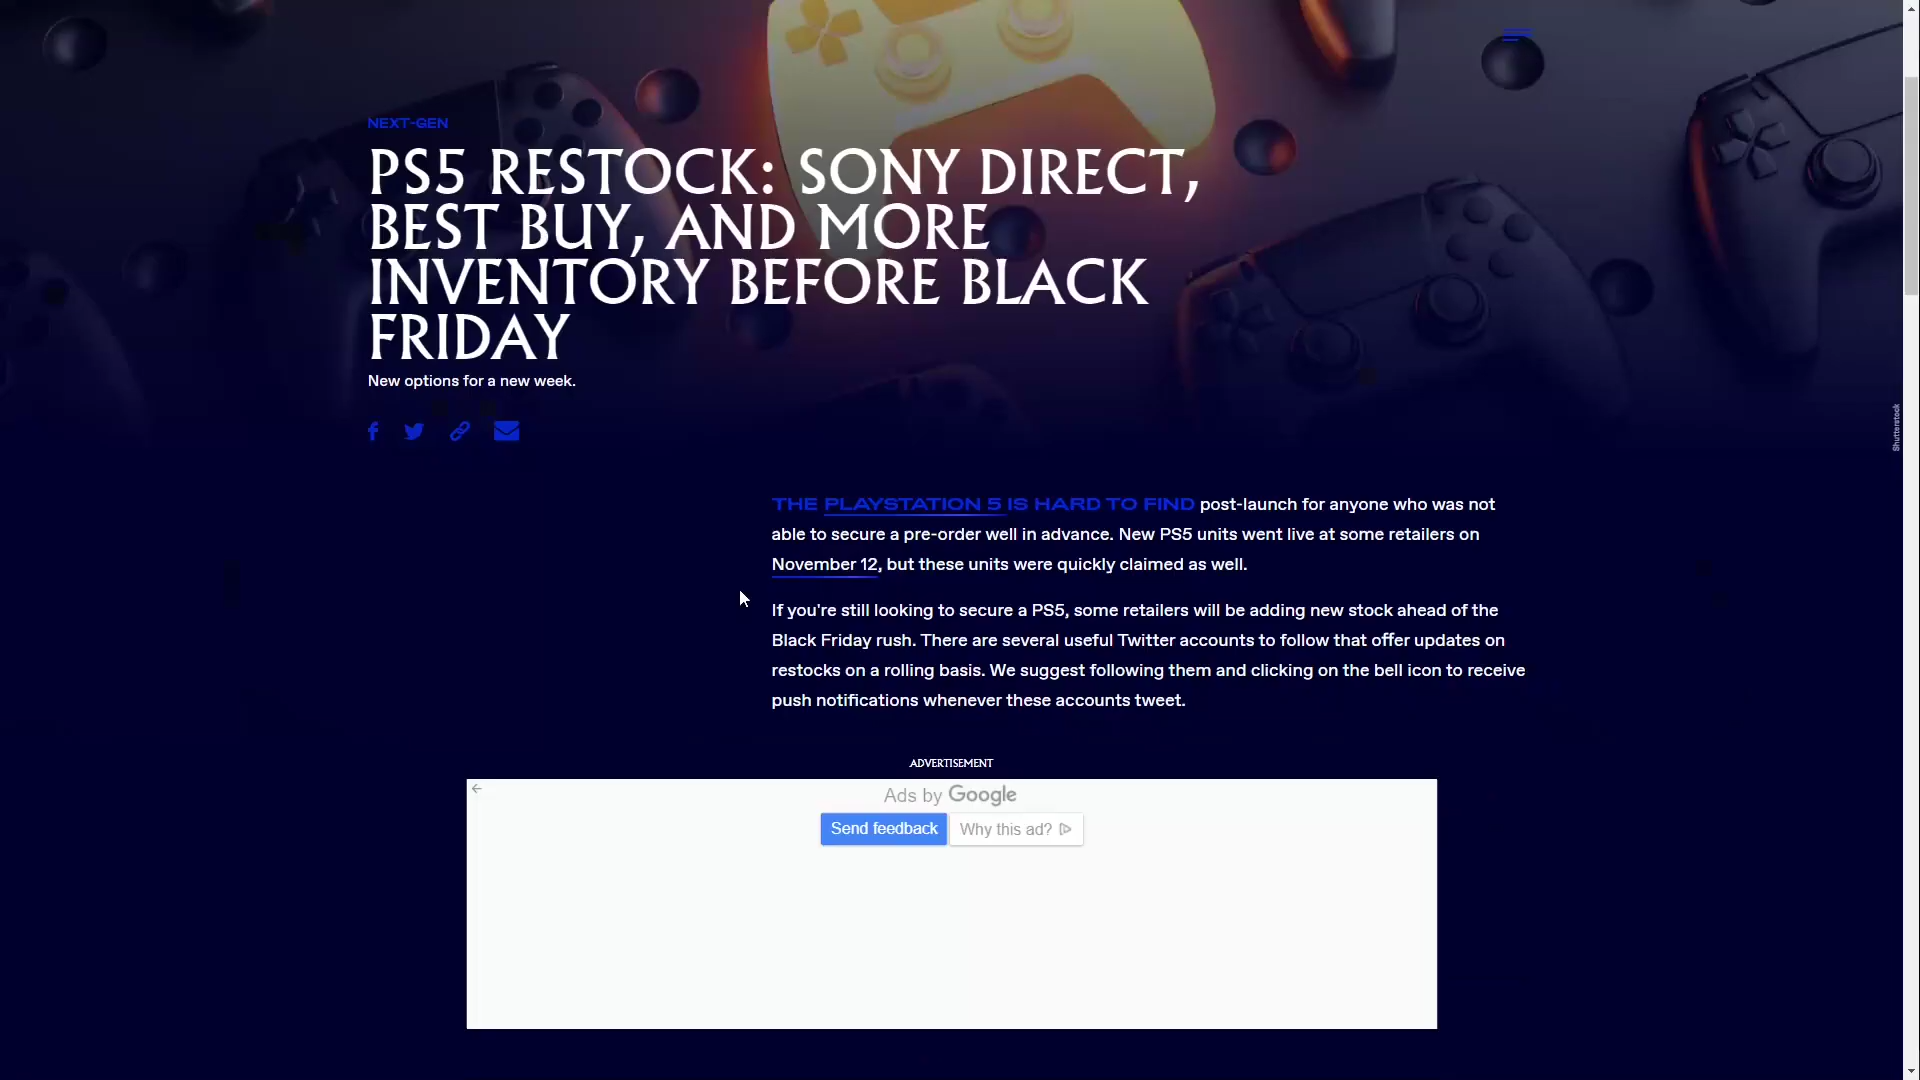 NEXT-GEN
PS5 RESTOCK: SONY DIRECT,
BEST BUY, AND MORE
INVENTORY BEFORE BLACK
FRIDAY
New options for a new week.
Shutterstock
THE PLAYSTATION 5 IS HARD TO FIND post-launch for anyone who was not
able to secure a pre-order well in advance. New PS5 units went live at some retailers on
November 12, but these units were quickly claimed as well.
If you're still looking to secure a PS5, some retailers will be adding new stock ahead of the
Black Friday rush. There are several useful Twitter accounts to follow that offer updates on
restocks on a rolling basis. We suggest following them and clicking on the bell icon to receive
push notifications whenever these accounts tweet.
ADVERTISEMENT
Ads by Google
Send feedback Why this ad?